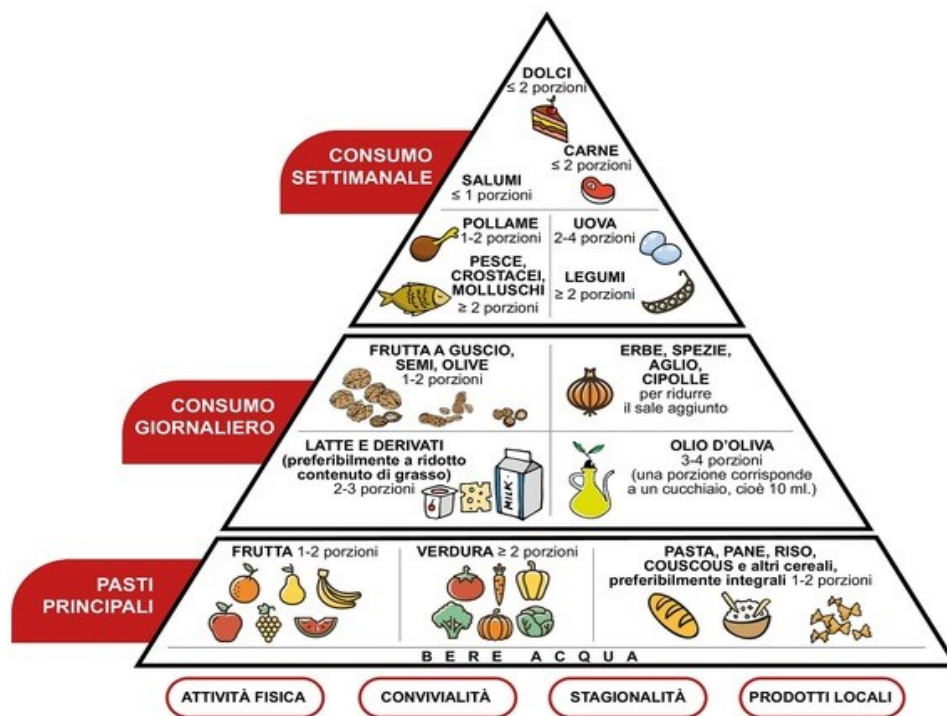 DOLCI
≤ 2 porzioni
CONSUMO
SETTIMANALE
CARNE
≤ 2 porzioni
SALUMI
≤ 1 porzioni
POLLAME
1-2 porzioni
UOVA
2-4 porzioni
PESCE,
CROSTACEI,
MOLLUSCHI
≥ 2 porzioni
LEGUMI
≥ 2 porzioni
CONSUMO
GIORNALIERO
FRUTTA A GUSCIO,
SEMI, OLIVE
1-2 porzioni
ERBE, SPEZIE,
AGLIO,
CIPOLLE
per ridurre
il sale aggiunto
LATTE E DERIVATI
(preferibilmente a ridotto
contenuto di grasso)
2-3 porzioni
MILK
OLIO D'OLIVA
3-4 porzioni
(una porzione corrisponde
a un cucchiaio, cioè 10 ml.)
PASTI
PRINCIPALI
FRUTTA 1-2 porzioni
VERDURA ≥ 2 porzioni
PASTA, PANE, RISO,
COUSCOUS e altri cereali,
preferibilmente integrali 1-2 porzioni
BERE ACQUA
ATTIVITÀ FISICA
CONVIVIALITÀ
STAGIONALITÀ
PRODOTTI LOCALI